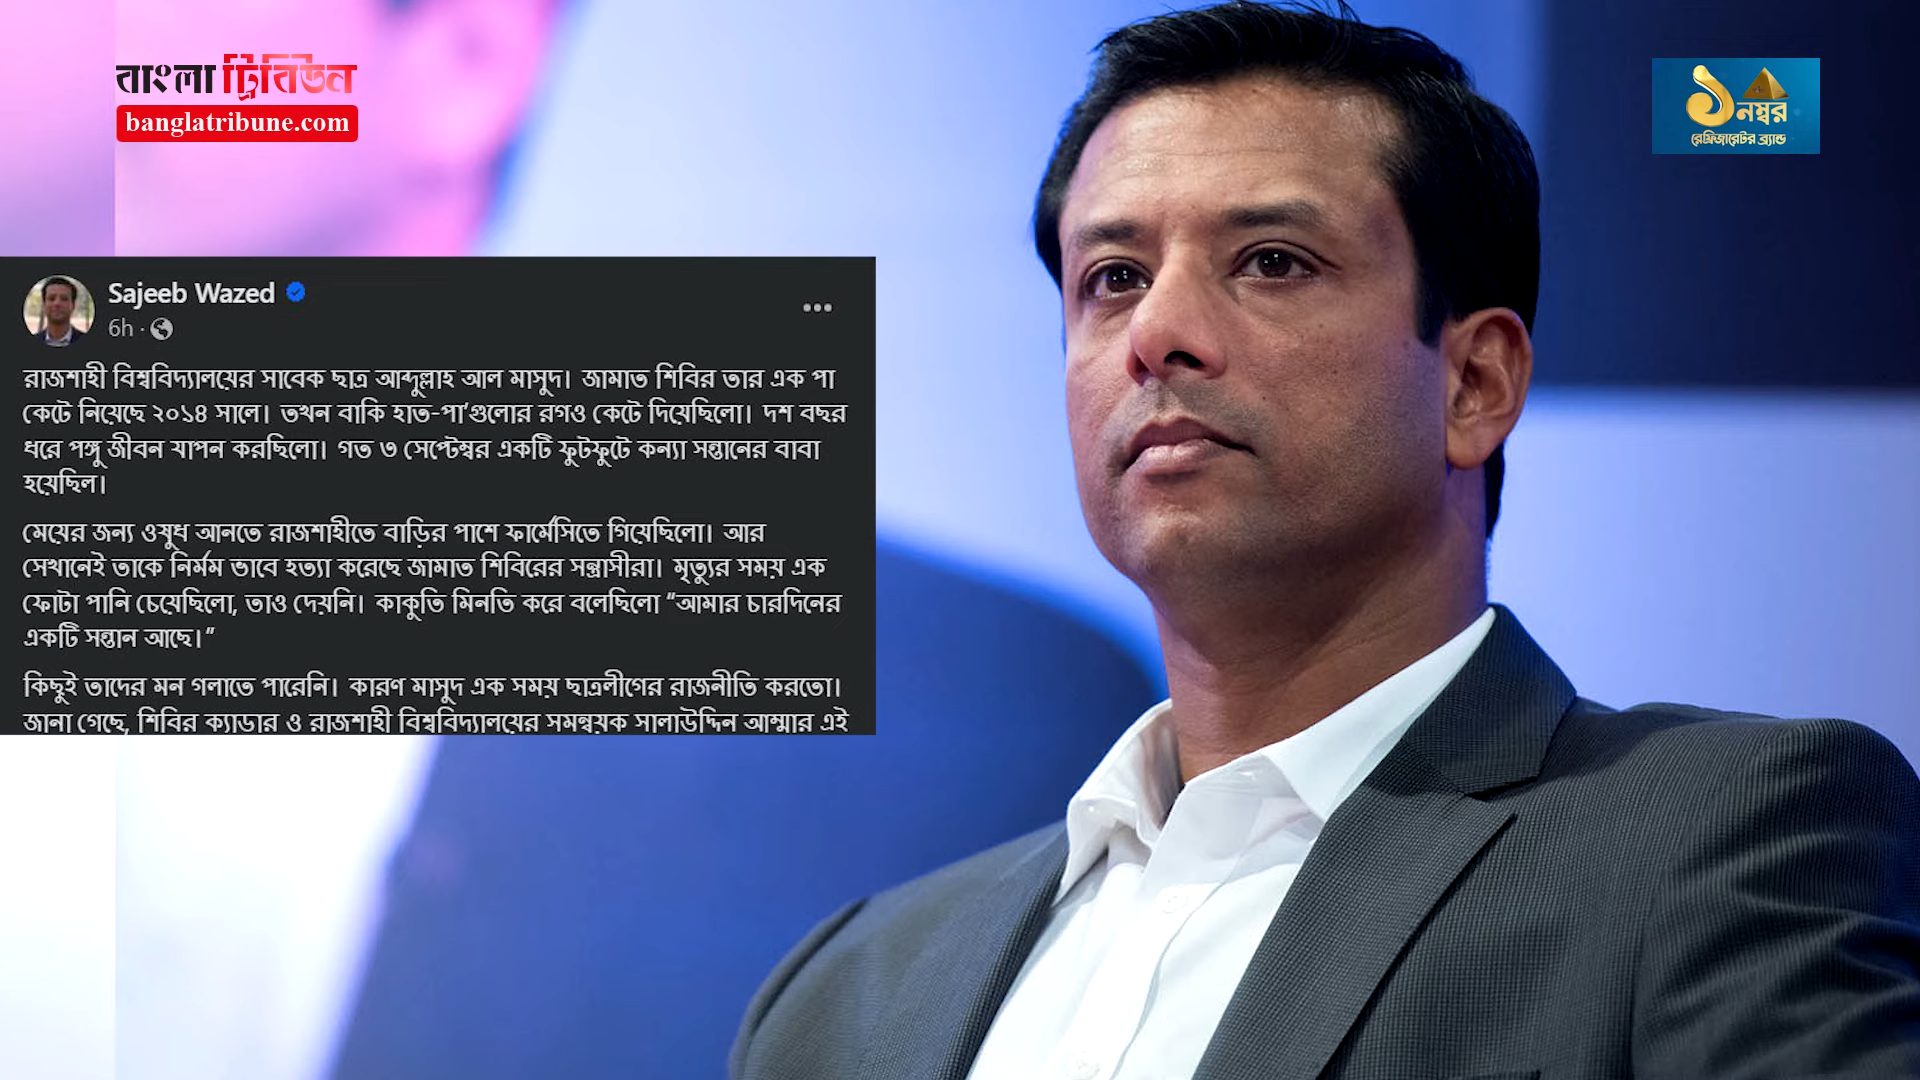 বাংলা ট্রিবিউন
banglatribune.com
১ নম্বর
রেফ্রিজারেটর ব্র্যান্ড
Sajeeb Wazed
6h ·
রাজশাহী বিশ্ববিদ্যালয়ের সাবেক ছাত্র আব্দুল্লাহ আল মাসুদ। জামাত শিবির তার এক পা
কেটে নিয়েছে ২০১৪ সালে। তখন বাকি হাত-পা'গুলোর রগও কেটে দিয়েছিলো। দশ বছর
ধরে পঙ্গু জীবন যাপন করছিলো। গত ৩ সেপ্টেম্বর একটি ফুটফুটে কন্যা সন্তানের বাবা
হয়েছিল।
মেয়ের জন্য ওষুধ আনতে রাজশাহীতে বাড়ির পাশে ফার্মেসিতে গিয়েছিলো। আর
সেখানেই তাকে নির্মম ভাবে হত্যা করেছে জামাত শিবিরের সন্ত্রাসীরা। মৃত্যুর সময় এক
ফোটা পানি চেয়েছিলো, তাও দেয়নি। কাকুতি মিনতি করে বলেছিলো "আমার চারদিনের
একটি সন্তান আছে।"
কিছুই তাদের মন গলাতে পারেনি। কারণ মাসুদ এক সময় ছাত্রলীগের রাজনীতি করতো।
জানা গেছে, শিবির ক্যাডার ও রাজশাহী বিশ্ববিদ্যালয়ের সমন্বয়ক সালাউদ্দিন আম্মার এই